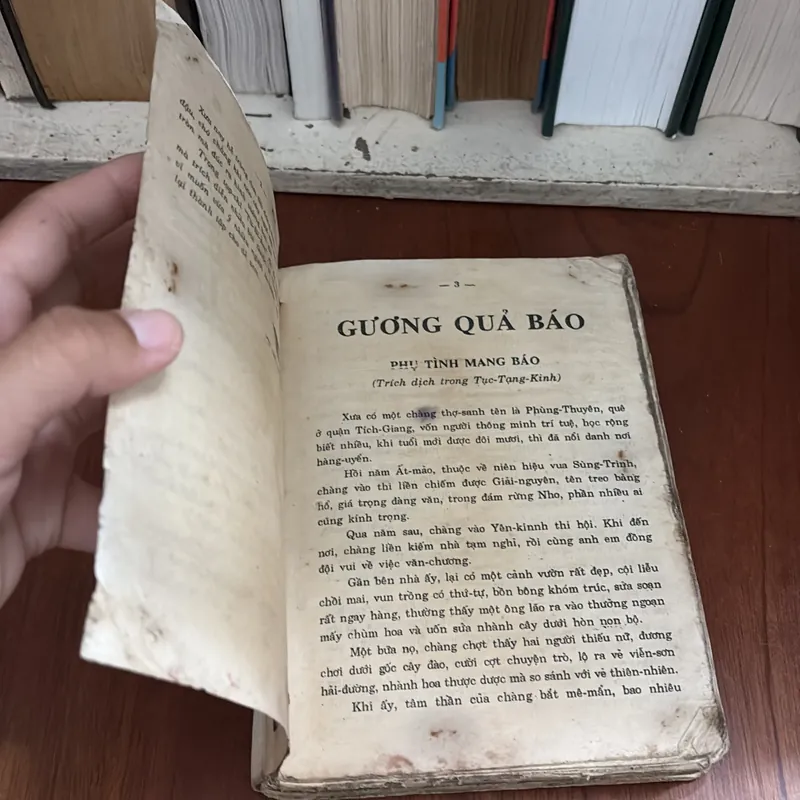 Xưa nay kẻ
— 3 —
GƯƠNG QUẢ BÁO
PHỤ TÌNH MANG BÁO
(Trích dịch trong Tục-Tạng-Kinh)
Xưa có một chàng thợ-sanh tên là Phùng-Thuyên, quê
ở quận Tích-Giang, vốn người thông minh trí tuệ, học rộng
biết nhiều, khi tuổi mới được đôi mươi, thì đã nổi danh nơi
hàng-uyển.
Hồi năm Ất-mão, thuộc về niên hiệu vua Sùng-Trinh,
chàng vào thi liền chiếm được Giải-nguyên, tên treo bảng
hổ, giá trọng đàng văn, trong đám rừng Nho, phần nhiều ai
cũng kính trọng.
Qua năm sau, chàng vào Yên-kinnh thi hội. Khi đến
nơi, chàng liền kiếm nhà tạm nghỉ, rồi cùng anh em đồng
đội vui về việc văn-chương.
Gần bên nhà ấy, lại có một cảnh vườn rất đẹp, cội liễu
chồi mai, vun trồng có thứ-tự, bồn bông khóm trúc, sửa soạn
rất ngay hàng, thường thấy một ông lão ra vào thưởng ngoạn
mấy chùm hoa và uốn sửa nhành cây dưới hòn non bộ.
Một bữa nọ, chàng chợt thấy hai người thiếu nữ, đương
chơi dưới gốc cây đào, cười cợt chuyện trò, lộ ra vẻ viễn-sơn
hải-đường, nhành hoa thược dược mà so sánh với vẻ thiên-nhiên.
Khi ấy, tâm thần của chàng bắt mê-mẩn, bao nhiêu